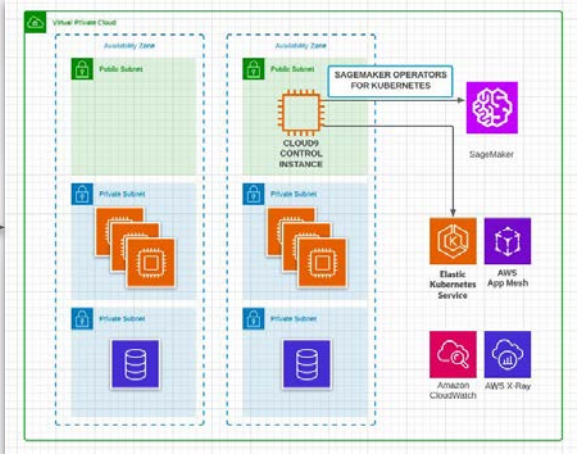 Virtual Private Cloud
Availability Zone
Availability Zone
Public Subnet
Public Subnet
SAGEMAKER OPERATORS
FOR KUBERNETES
CLOUD9
CONTROL
INSTANCE
SageMaker
Private Subnet
Private Subnet
Elastic
Kubernetes
Service
AWS
App Mesh
Private Subnet
Private Subnet
Amazon
CloudWatch
AWS X-Ray